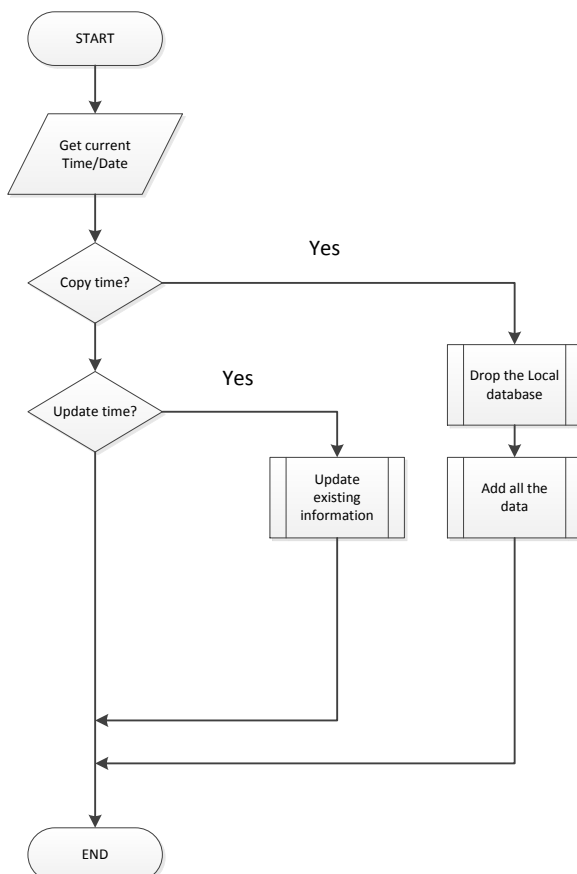 START
Get current
Time/Date
Yes
Copy time?
Drop the Local
database
Yes
Update time?
Update
existing
information
Add all the
data
END